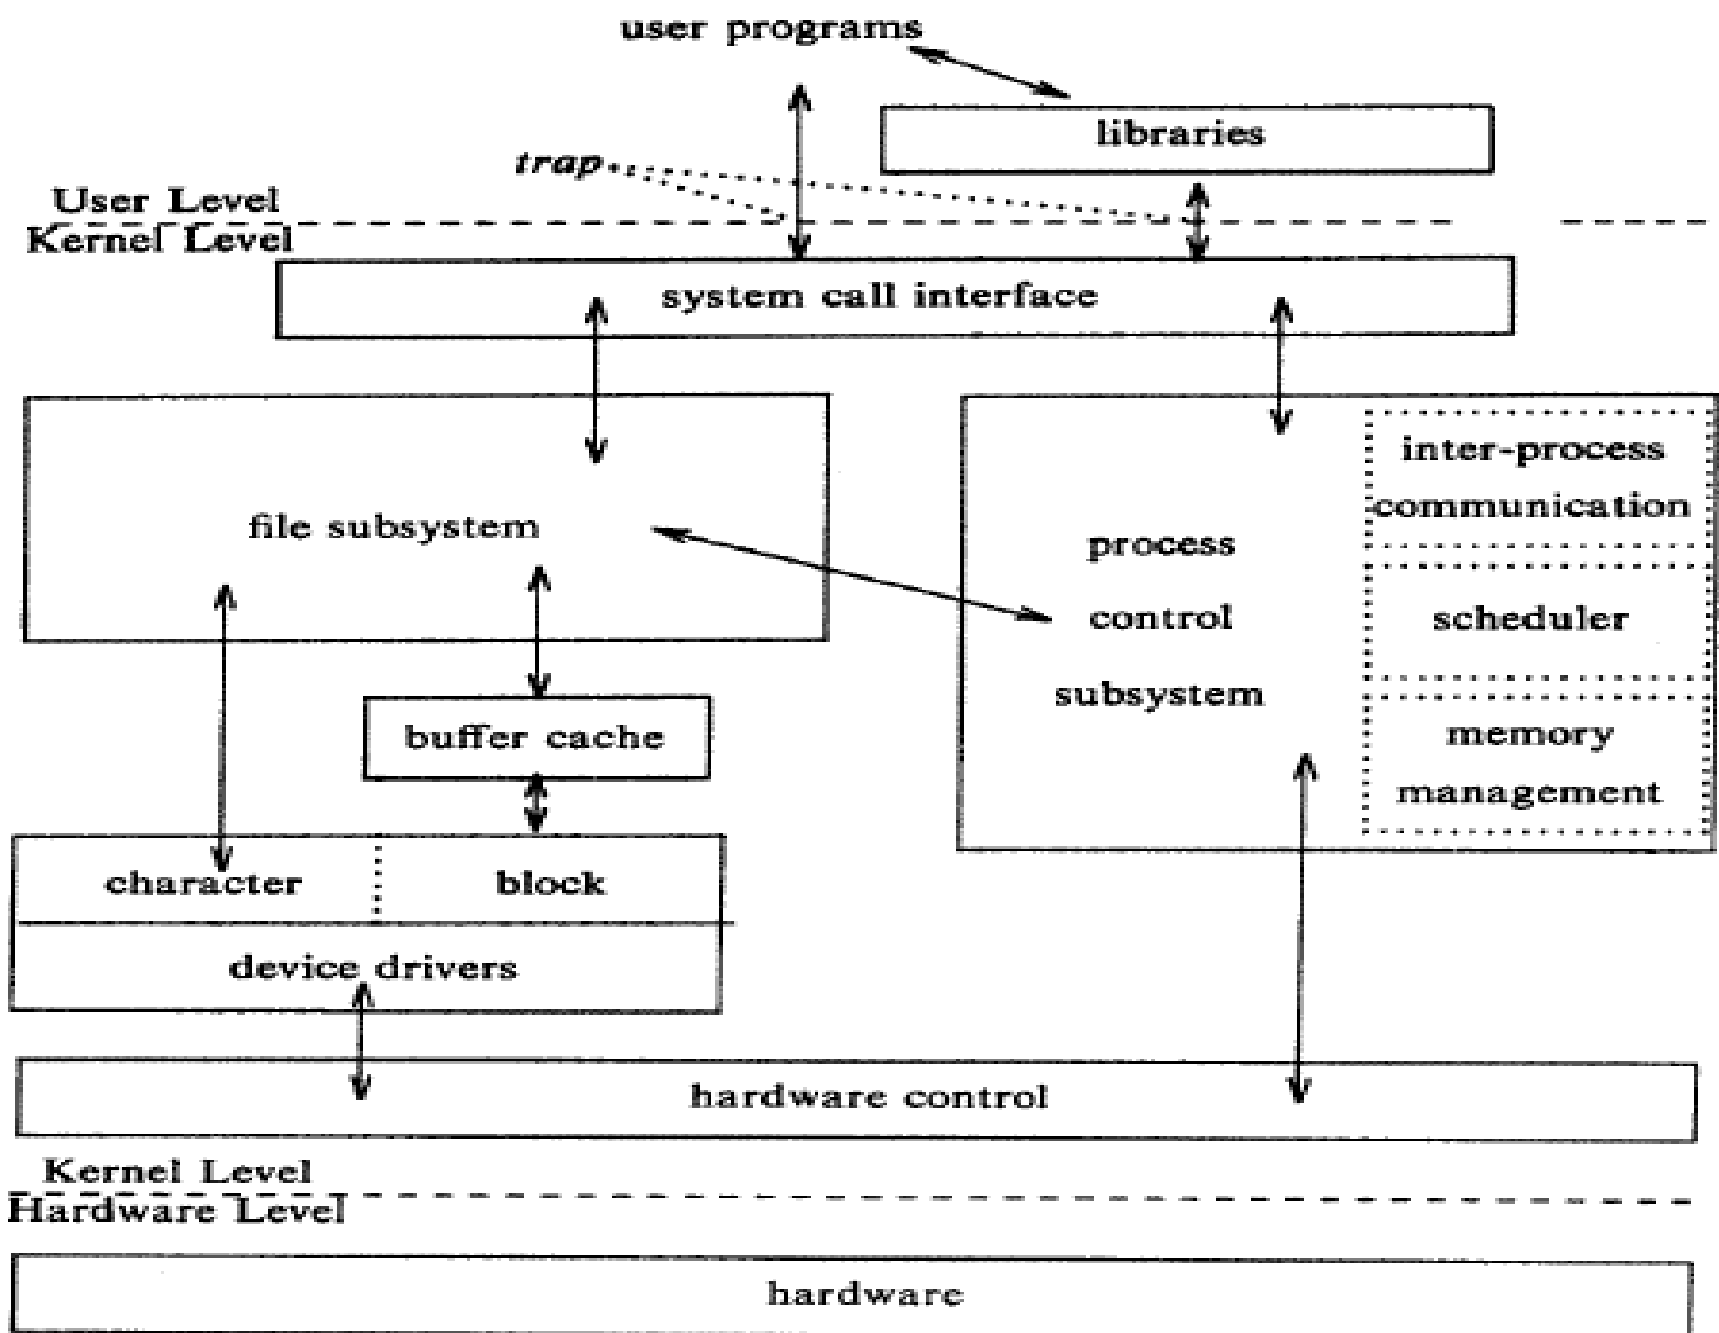 user programs
libraries
trap
User Level
Kernel Level
system call interface
file subsystem
inter-process
communication
process
control
subsystem
scheduler
memory
management
buffer cache
character
block
device drivers
hardware control
Kernel Level
Hardware Level
hardware